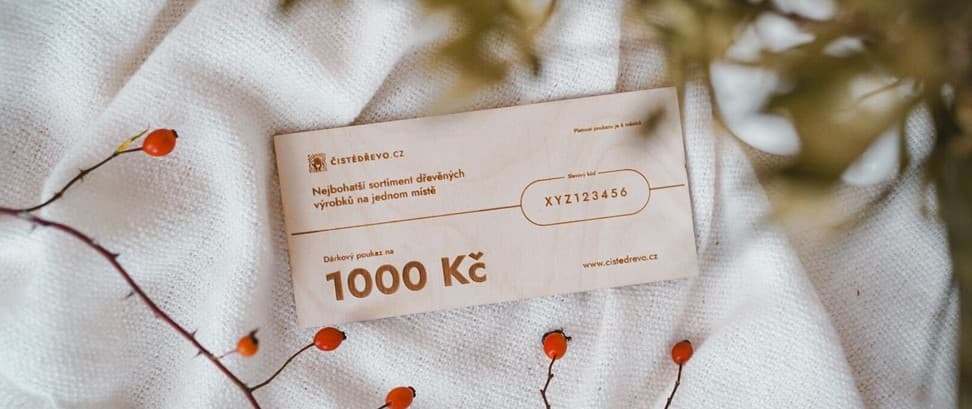 ČISTÉDŘEVO.CZ
Platnost poukazu je 6 měsíců
Nejbohatší sortiment dřevěných
výrobků na jednom místě
Slevový kód
XYZ123456
Dárkový poukaz na
1000 Kč
www.cistedrevo.cz